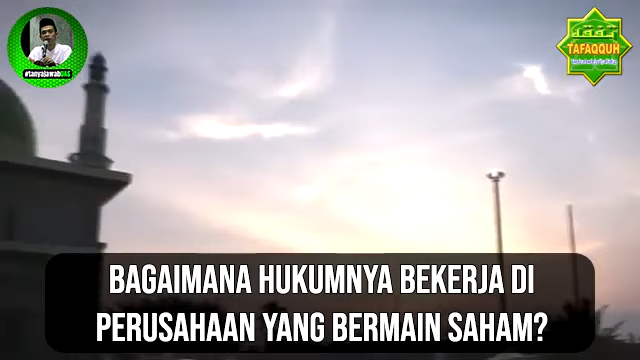 #tanyajawabUAS
TAFAQQUH
BAGAIMANA HUKUMNYA BEKERJA DI
PERUSAHAAN YANG BERMAIN SAHAM?